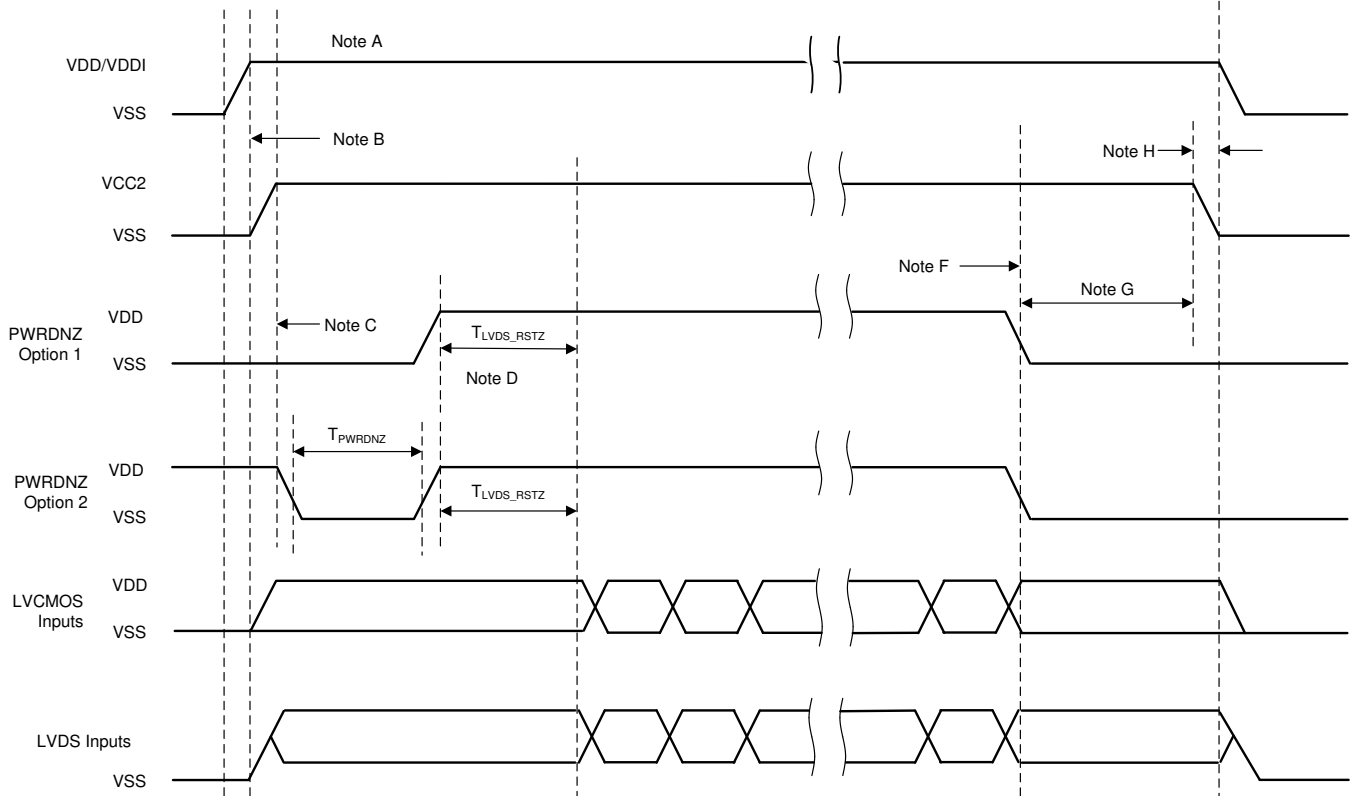 Note A
VDD/VDDI
VSS
Note B
Note H
VCC2
VSS
Note F
Note G
VDD
PWRDNZ
Option 1
Note C
TLVDS_RSTZ
VSS
Note D
TPWRDNZ
VDD
PWRDNZ
Option 2
TLVDS_RSTZ
VSS
VDD
LVCMOS
Inputs
VSS
LVDS Inputs
VSS